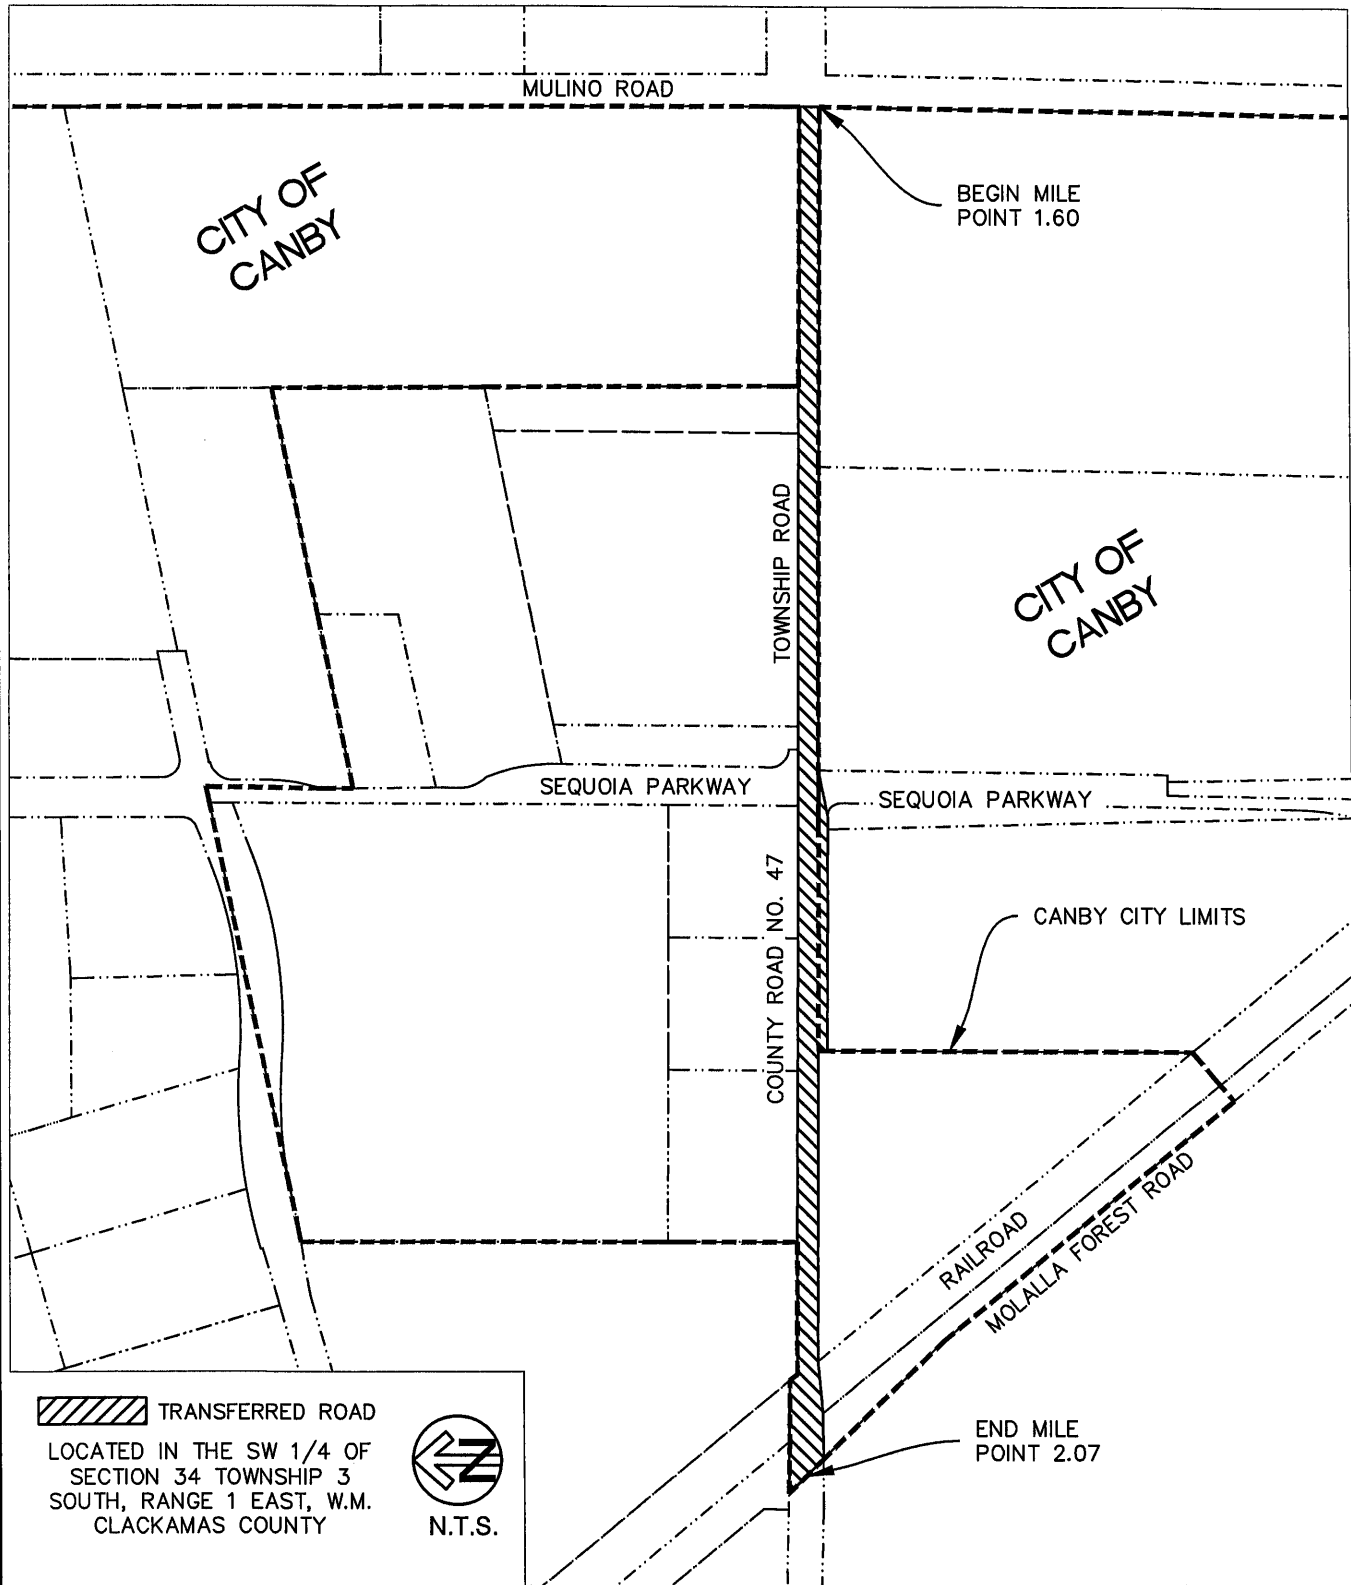 MULINO ROAD
CITY OF
CANBY
BEGIN MILE
POINT 1.60
TOWNSHIP ROAD
CITY OF
CANBY
SEQUOIA PARKWAY
SEQUOIA PARKWAY
COUNTY ROAD NO. 47
CANBY CITY LIMITS
RAILROAD
MOLALLA FOREST ROAD
END MILE
POINT 2.07
TRANSFERRED ROAD
LOCATED IN THE SW 1/4 OF
SECTION 34 TOWNSHIP 3
SOUTH, RANGE 1 EAST, W.M.
CLACKAMAS COUNTY
N
N.T.S.